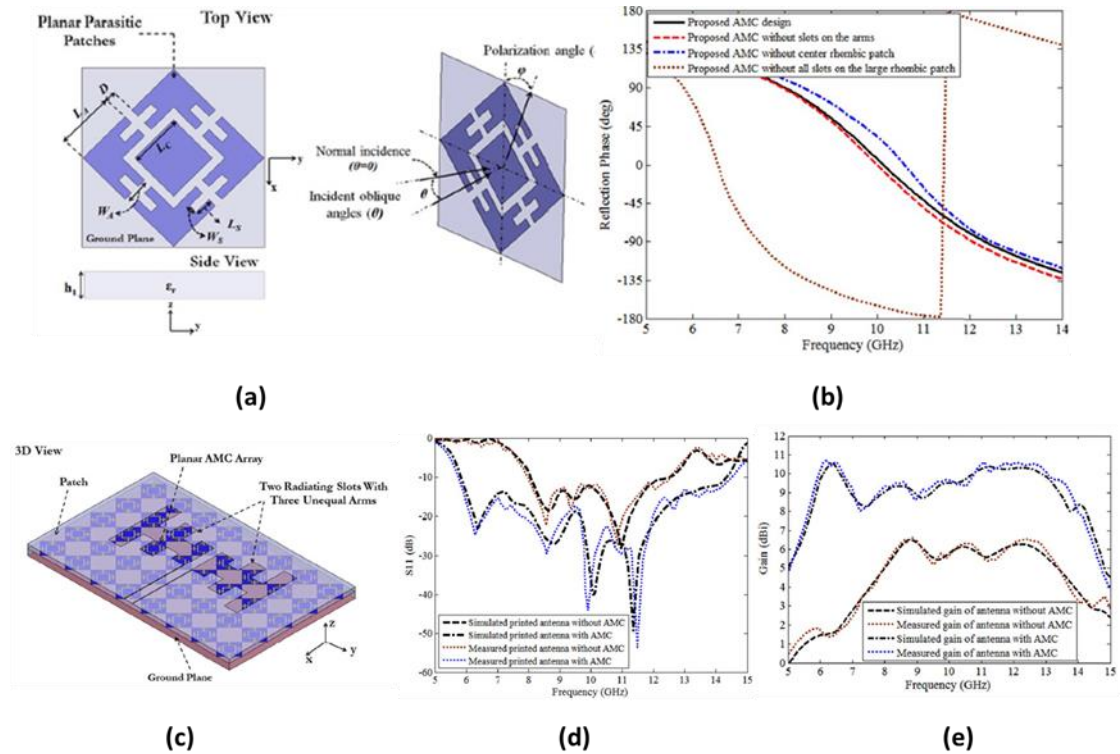 Top View
Planar Parasitic
Patches
D
L_A
L_C
W_A
L_S
W_S
y
x
Ground Plane
Side View
h1
εr
z
y
Polarization angle (
φ
Normal incidence
(θ=0)
θ
Incident oblique
angles (θ)
(a)
180
135
90
45
0
-45
-90
-135
-180
Reflection Phase (deg)
Proposed AMC design
Proposed AMC without slots on the arms
Proposed AMC without center rhombic patch
Proposed AMC without all slots on the large rhombic patch
5 6 7 8 9 10 11 12 13 14
Frequency (GHz)
(b)
3D View
Planar AMC Array
Patch
Two Radiating Slots With
Three Unequal Arms
z
y
x
Ground Plane
(c)
0
-10
-20
-30
-40
-50
-60
S11 (dB)
Simulated printed antenna without AMC
Simulated printed antenna with AMC
Measured printed antenna without AMC
Measured printed antenna with AMC
5 6 7 8 9 10 11 12 13 14 15
Frequency (GHz)
(d)
12
11
10
9
8
7
6
5
4
3
2
1
0
Gain (dBi)
Simulated gain of antenna without AMC
Measured gain of antenna without AMC
Simulated gain of antenna with AMC
Measured gain of antenna with AMC
5 6 7 8 9 10 11 12 13 14 15
Frequency (GHz)
(e)